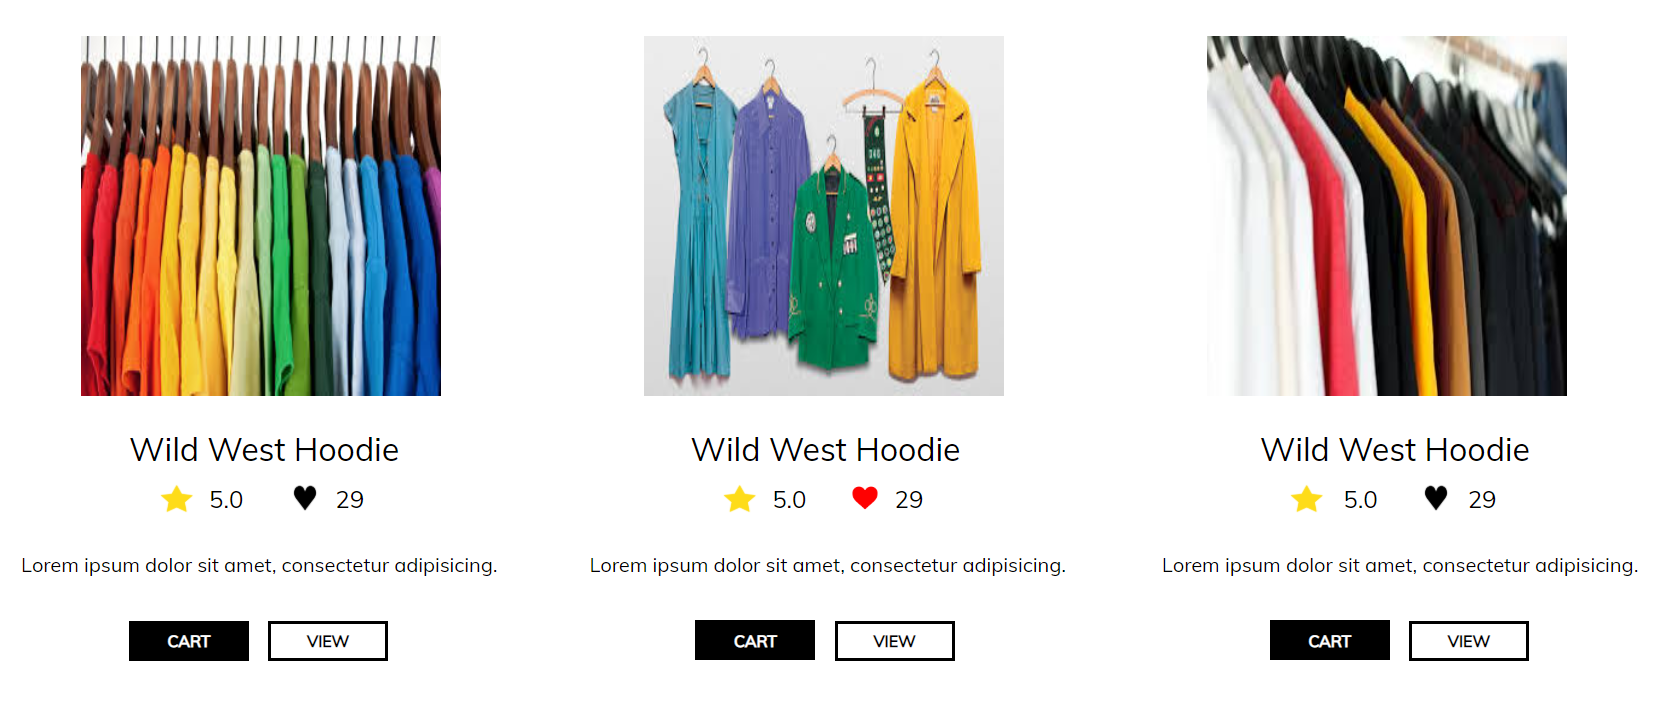 Wild West Hoodie
5.0 29
Lorem ipsum dolor sit amet, consectetur adipisicing.
CART VIEW
Wild West Hoodie
5.0 29
Lorem ipsum dolor sit amet, consectetur adipisicing.
CART VIEW
Wild West Hoodie
5.0 29
Lorem ipsum dolor sit amet, consectetur adipisicing.
CART VIEW